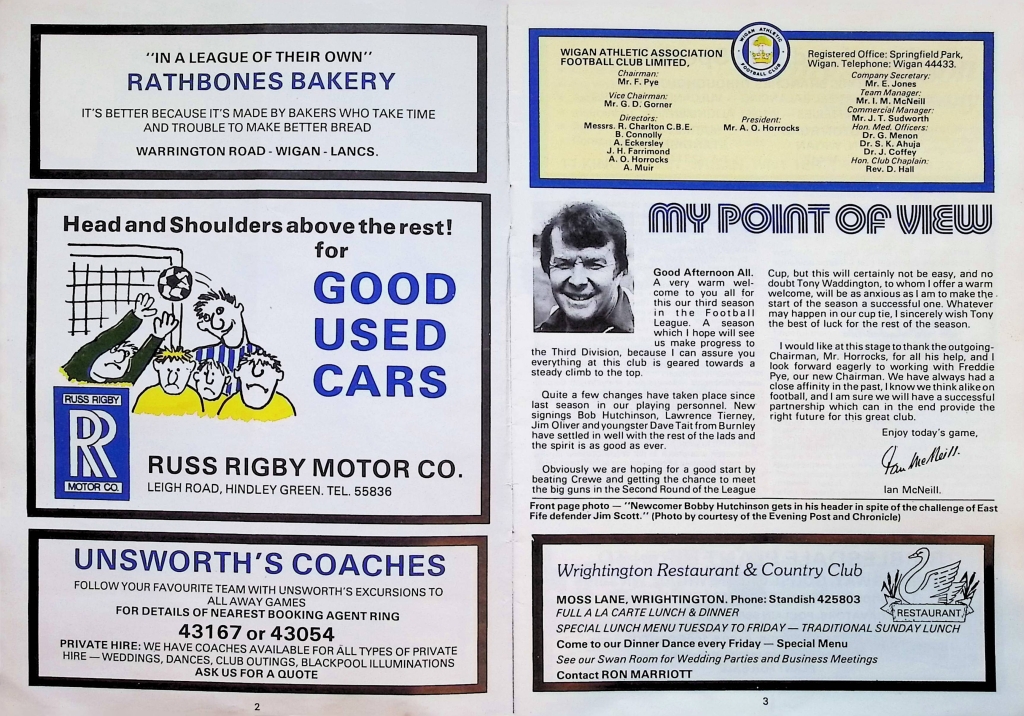 "IN A LEAGUE OF THEIR OWN"
RATHBONES BAKERY
IT'S BETTER BECAUSE IT'S MADE BY BAKERS WHO TAKE TIME
AND TROUBLE TO MAKE BETTER BREAD
WARRINGTON ROAD - WIGAN - LANCS.
Head and Shoulders above the rest!
for
GOOD
USED
CARS
RUSS RIGBY
RR
MOTOR CO.
RUSS RIGBY MOTOR CO.
LEIGH ROAD, HINDLEY GREEN. TEL. 55836
UNSWORTH'S COACHES
FOLLOW YOUR FAVOURITE TEAM WITH UNSWORTH'S EXCURSIONS TO
ALL AWAY GAMES
FOR DETAILS OF NEAREST BOOKING AGENT RING
43167 or 43054
PRIVATE HIRE: WE HAVE COACHES AVAILABLE FOR ALL TYPES OF PRIVATE
HIRE — WEDDINGS, DANCES, CLUB OUTINGS, BLACKPOOL ILLUMINATIONS
ASK US FOR A QUOTE
2
WIGAN ATHLETIC ASSOCIATION
FOOTBALL CLUB LIMITED,
Chairman:
Mr. F. Pye
Vice Chairman:
Mr. G. D. Gorner
Directors:
Messrs. R. Charlton C.B.E.
B. Connolly
A. Eckersley
J. H. Farrimond
A. O. Horrocks
A. Muir
WIGAN ATHLETIC
FOOTBALL CLUB
President:
Mr. A. O. Horrocks
Registered Office: Springfield Park,
Wigan. Telephone: Wigan 44433.
Company Secretary:
Mr. E. Jones
Team Manager:
Mr. I. M. McNeill
Commercial Manager:
Mr. J. T. Sudworth
Hon. Med. Officers:
Dr. G. Menon
Dr. S. K. Ahuja
Dr. J. Coffey
Hon. Club Chaplain:
Rev. D. Hall
MY POINT OF VIEW
Good Afternoon All.
A very warm wel-
come to you all for
this our third season
in the Football
League. A season
which I hope will see
us make progress to
the Third Division, because I can assure you
everything at this club is geared towards a
steady climb to the top.
Quite a few changes have taken place since
last season in our playing personnel. New
signings Bob Hutchinson, Lawrence Tierney,
Jim Oliver and youngster Dave Tait from Burnley
have settled in well with the rest of the lads and
the spirit is as good as ever.
Obviously we are hoping for a good start by
beating Crewe and getting the chance to meet
the big guns in the Second Round of the League
Cup, but this will certainly not be easy, and no
doubt Tony Waddington, to whom I offer a warm
welcome, will be as anxious as I am to make the
start of the season a successful one. Whatever
may happen in our cup tie, I sincerely wish Tony
the best of luck for the rest of the season.
I would like at this stage to thank the outgoing-
Chairman, Mr. Horrocks, for all his help, and I
look forward eagerly to working with Freddie
Pye, our new Chairman. We have always had a
close affinity in the past, I know we think alike on
football, and I am sure we will have a successful
partnership which can in the end provide the
right future for this great club.
Enjoy today's game,
Ian McNeill.
Ian McNeill.
Front page photo — "Newcomer Bobby Hutchinson gets in his header in spite of the challenge of East
Fife defender Jim Scott." (Photo by courtesy of the Evening Post and Chronicle)
Wrightington Restaurant & Country Club
MOSS LANE, WRIGHTINGTON. Phone: Standish 425803
FULL A LA CARTE LUNCH & DINNER
SPECIAL LUNCH MENU TUESDAY TO FRIDAY — TRADITIONAL SUNDAY LUNCH
Come to our Dinner Dance every Friday — Special Menu
See our Swan Room for Wedding Parties and Business Meetings
Contact RON MARRIOTT
RESTAURANT
3